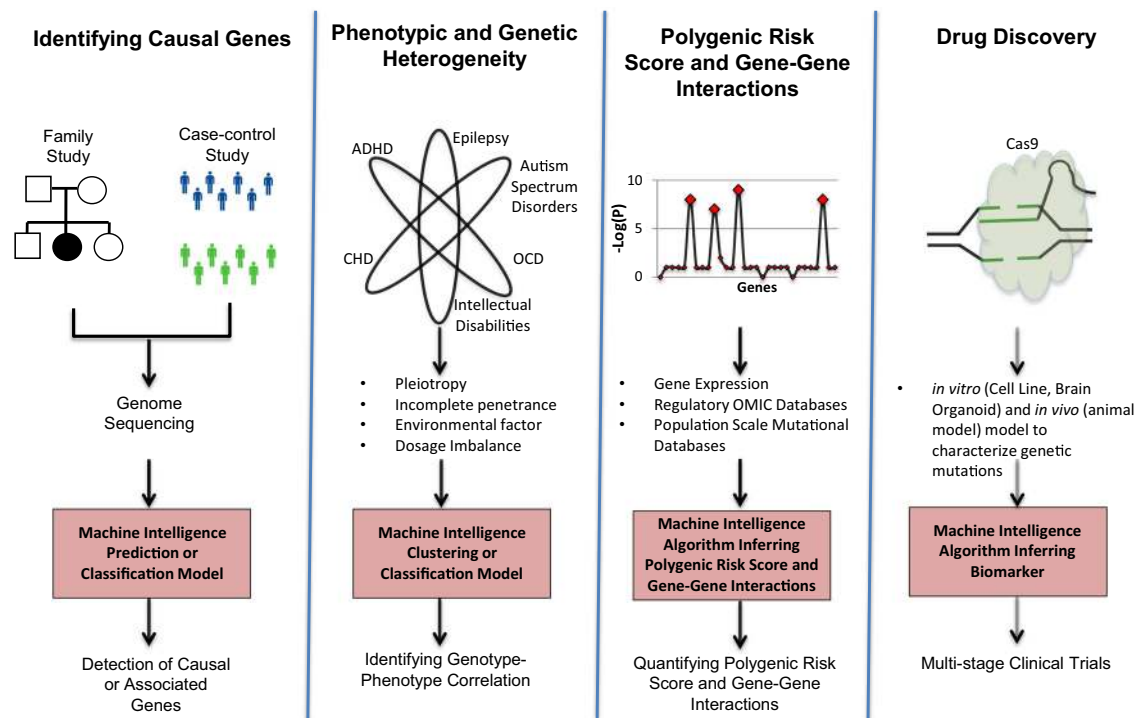 Identifying Causal Genes
Family
Study
Case-control
Study
Genome
Sequencing
Machine Intelligence
Prediction or
Classification Model
Detection of Causal
or Associated
Genes
Phenotypic and Genetic
Heterogeneity
ADHD
Epilepsy
Autism
Spectrum
Disorders
CHD
OCD
Intellectual
Disabilities
• Pleiotropy
• Incomplete penetrance
• Environmental factor
• Dosage Imbalance
Machine Intelligence
Clustering or
Classification Model
Identifying Genotype-
Phenotype Correlation
Polygenic Risk
Score and Gene-Gene
Interactions
10
5
0
-Log(P)
Genes
• Gene Expression
• Regulatory OMIC Databases
• Population Scale Mutational
Databases
Machine Intelligence
Algorithm Inferring
Polygenic Risk Score and
Gene-Gene Interactions
Quantifying Polygenic Risk
Score and Gene-Gene
Interactions
Drug Discovery
Cas9
• in vitro (Cell Line, Brain
Organoid) and in vivo (animal
model) model to
characterize genetic
mutations
Machine Intelligence
Algorithm Inferring
Biomarker
Multi-stage Clinical Trials